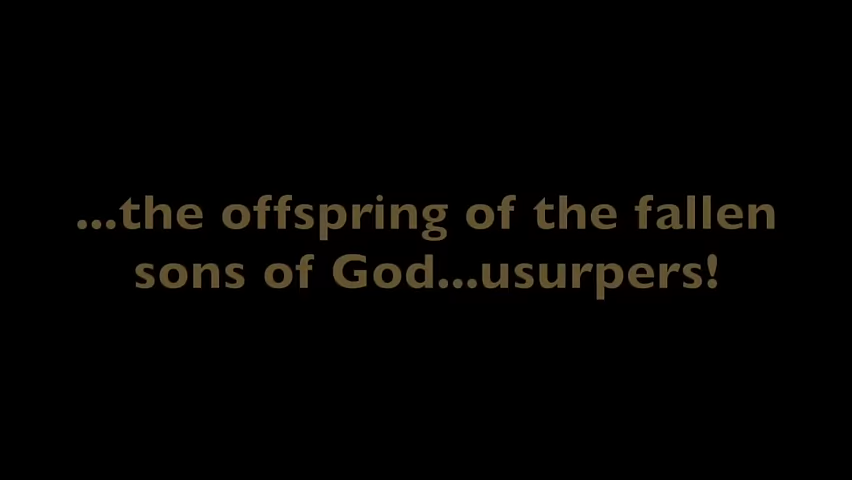 ...the offspring of the fallen
sons of God...usurpers!